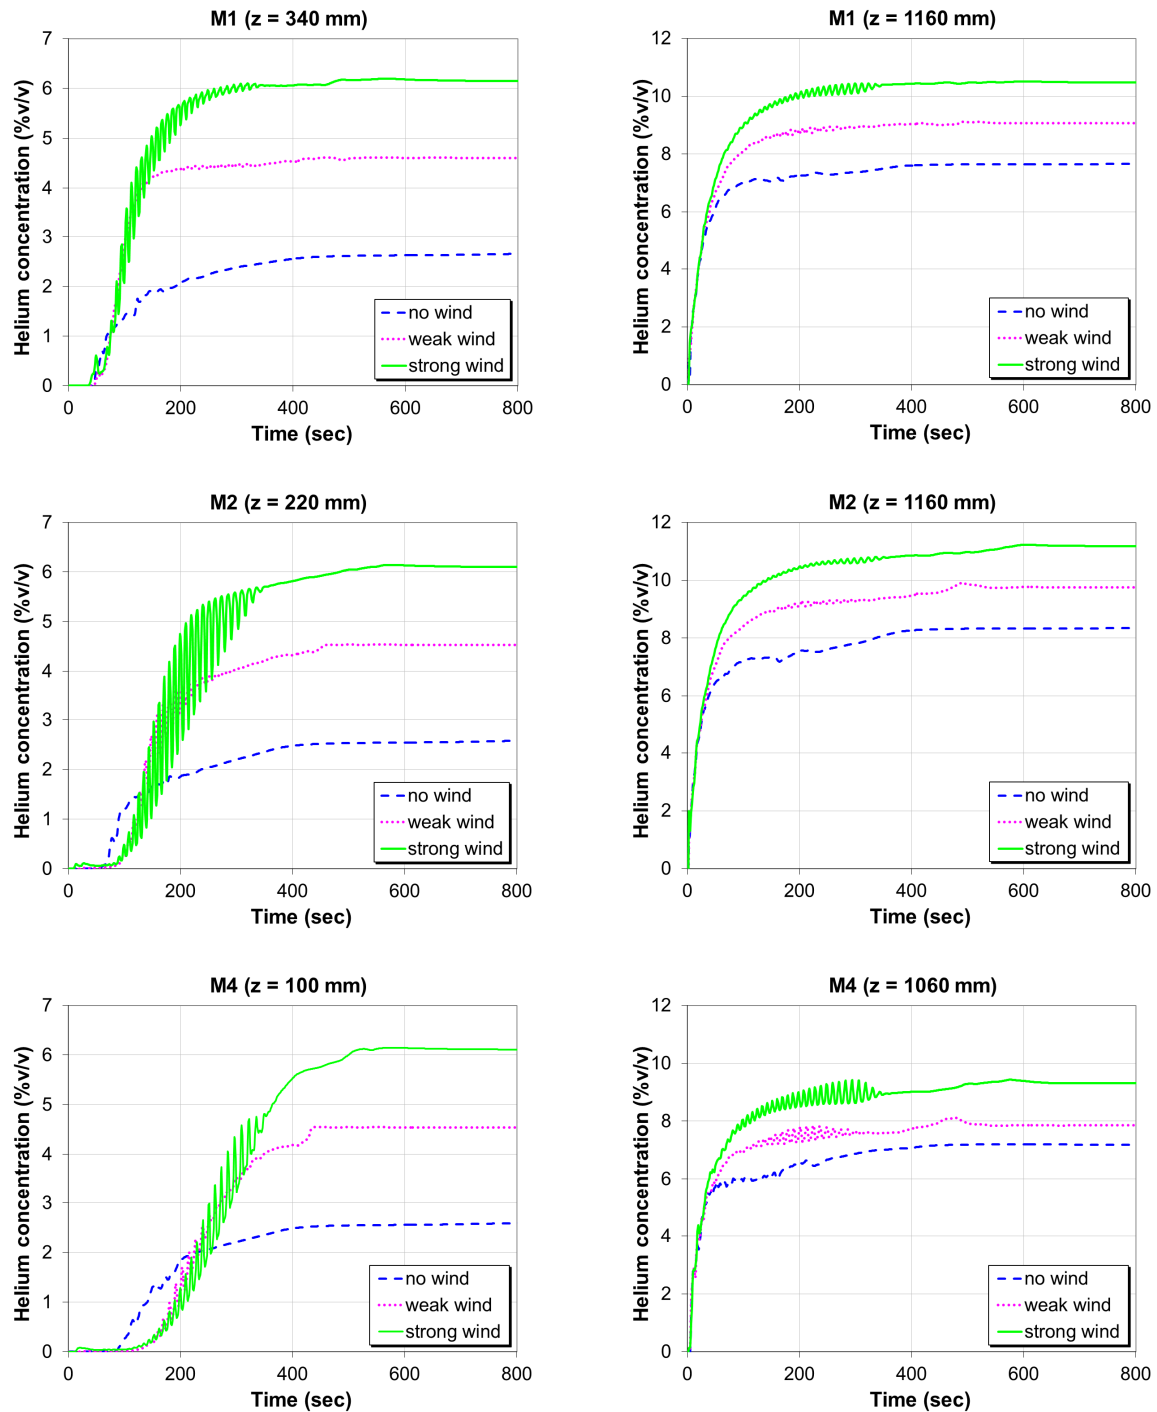 M1 (z = 340 mm)
Helium concentration (%v/v)
7
6
5
4
3
2
1
0
no wind
weak wind
strong wind
0 200 400 600 800
Time (sec)
M1 (z = 1160 mm)
Helium concentration (%v/v)
12
10
8
6
4
2
0
no wind
weak wind
strong wind
0 200 400 600 800
Time (sec)
M2 (z = 220 mm)
Helium concentration (%v/v)
7
6
5
4
3
2
1
0
no wind
weak wind
strong wind
0 200 400 600 800
Time (sec)
M2 (z = 1160 mm)
Helium concentration (%v/v)
12
10
8
6
4
2
0
no wind
weak wind
strong wind
0 200 400 600 800
Time (sec)
M4 (z = 100 mm)
Helium concentration (%v/v)
7
6
5
4
3
2
1
0
no wind
weak wind
strong wind
0 200 400 600 800
Time (sec)
M4 (z = 1060 mm)
Helium concentration (%v/v)
12
10
8
6
4
2
0
no wind
weak wind
strong wind
0 200 400 600 800
Time (sec)